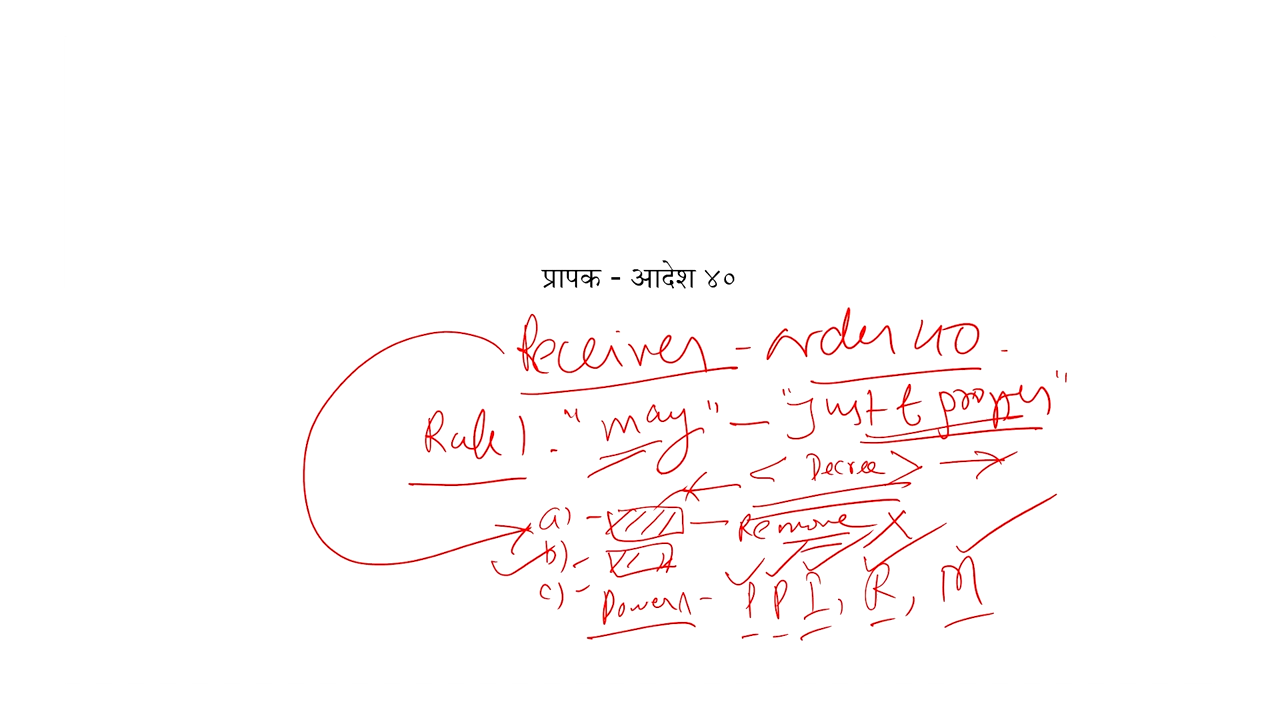 प्रापक - आदेश ४०
Receiver - order 40.
Rule 1. "may" - "Just & proper"
< Decree >
a) - - Remove X
b) -
c) - Powers - P P I, R, M